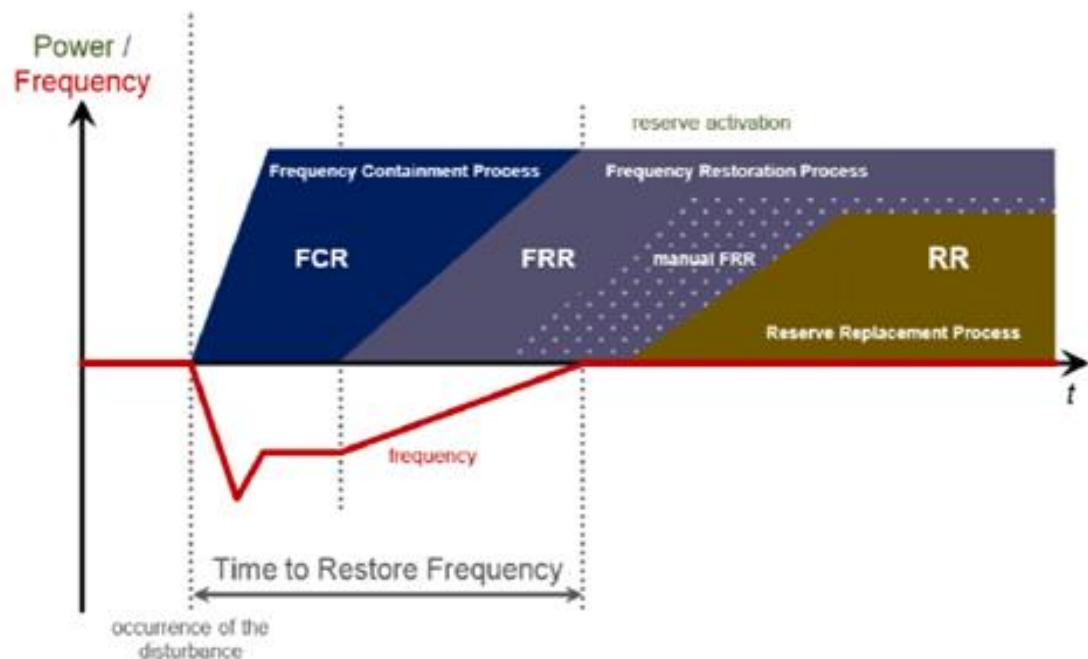 Power /
Frequency
reserve activation
Frequency Containment Process
Frequency Restoration Process
FCR
FRR
manual FRR
RR
Reserve Replacement Process
t
frequency
Time to Restore Frequency
occurrence of the
disturbance